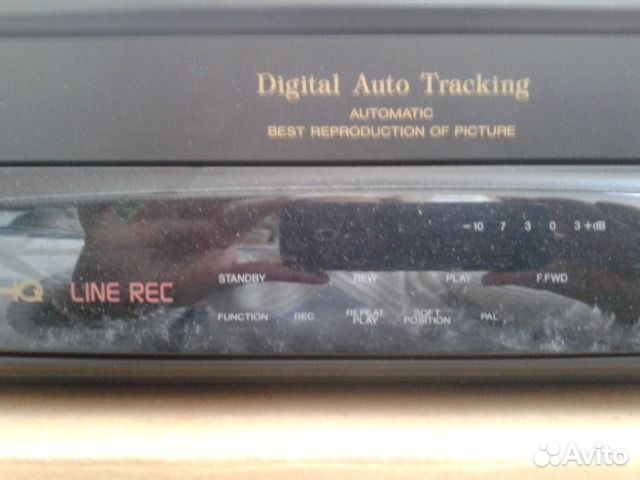 Digital Auto Tracking
AUTOMATIC
BEST REPRODUCTION OF PICTURE
-10 7 3 0 3+dB
STANDBY REW PLAY F.FWD
HQ LINE REC
FUNCTION REC REPEAT PLAY SOFT POSITION PAL
Avito